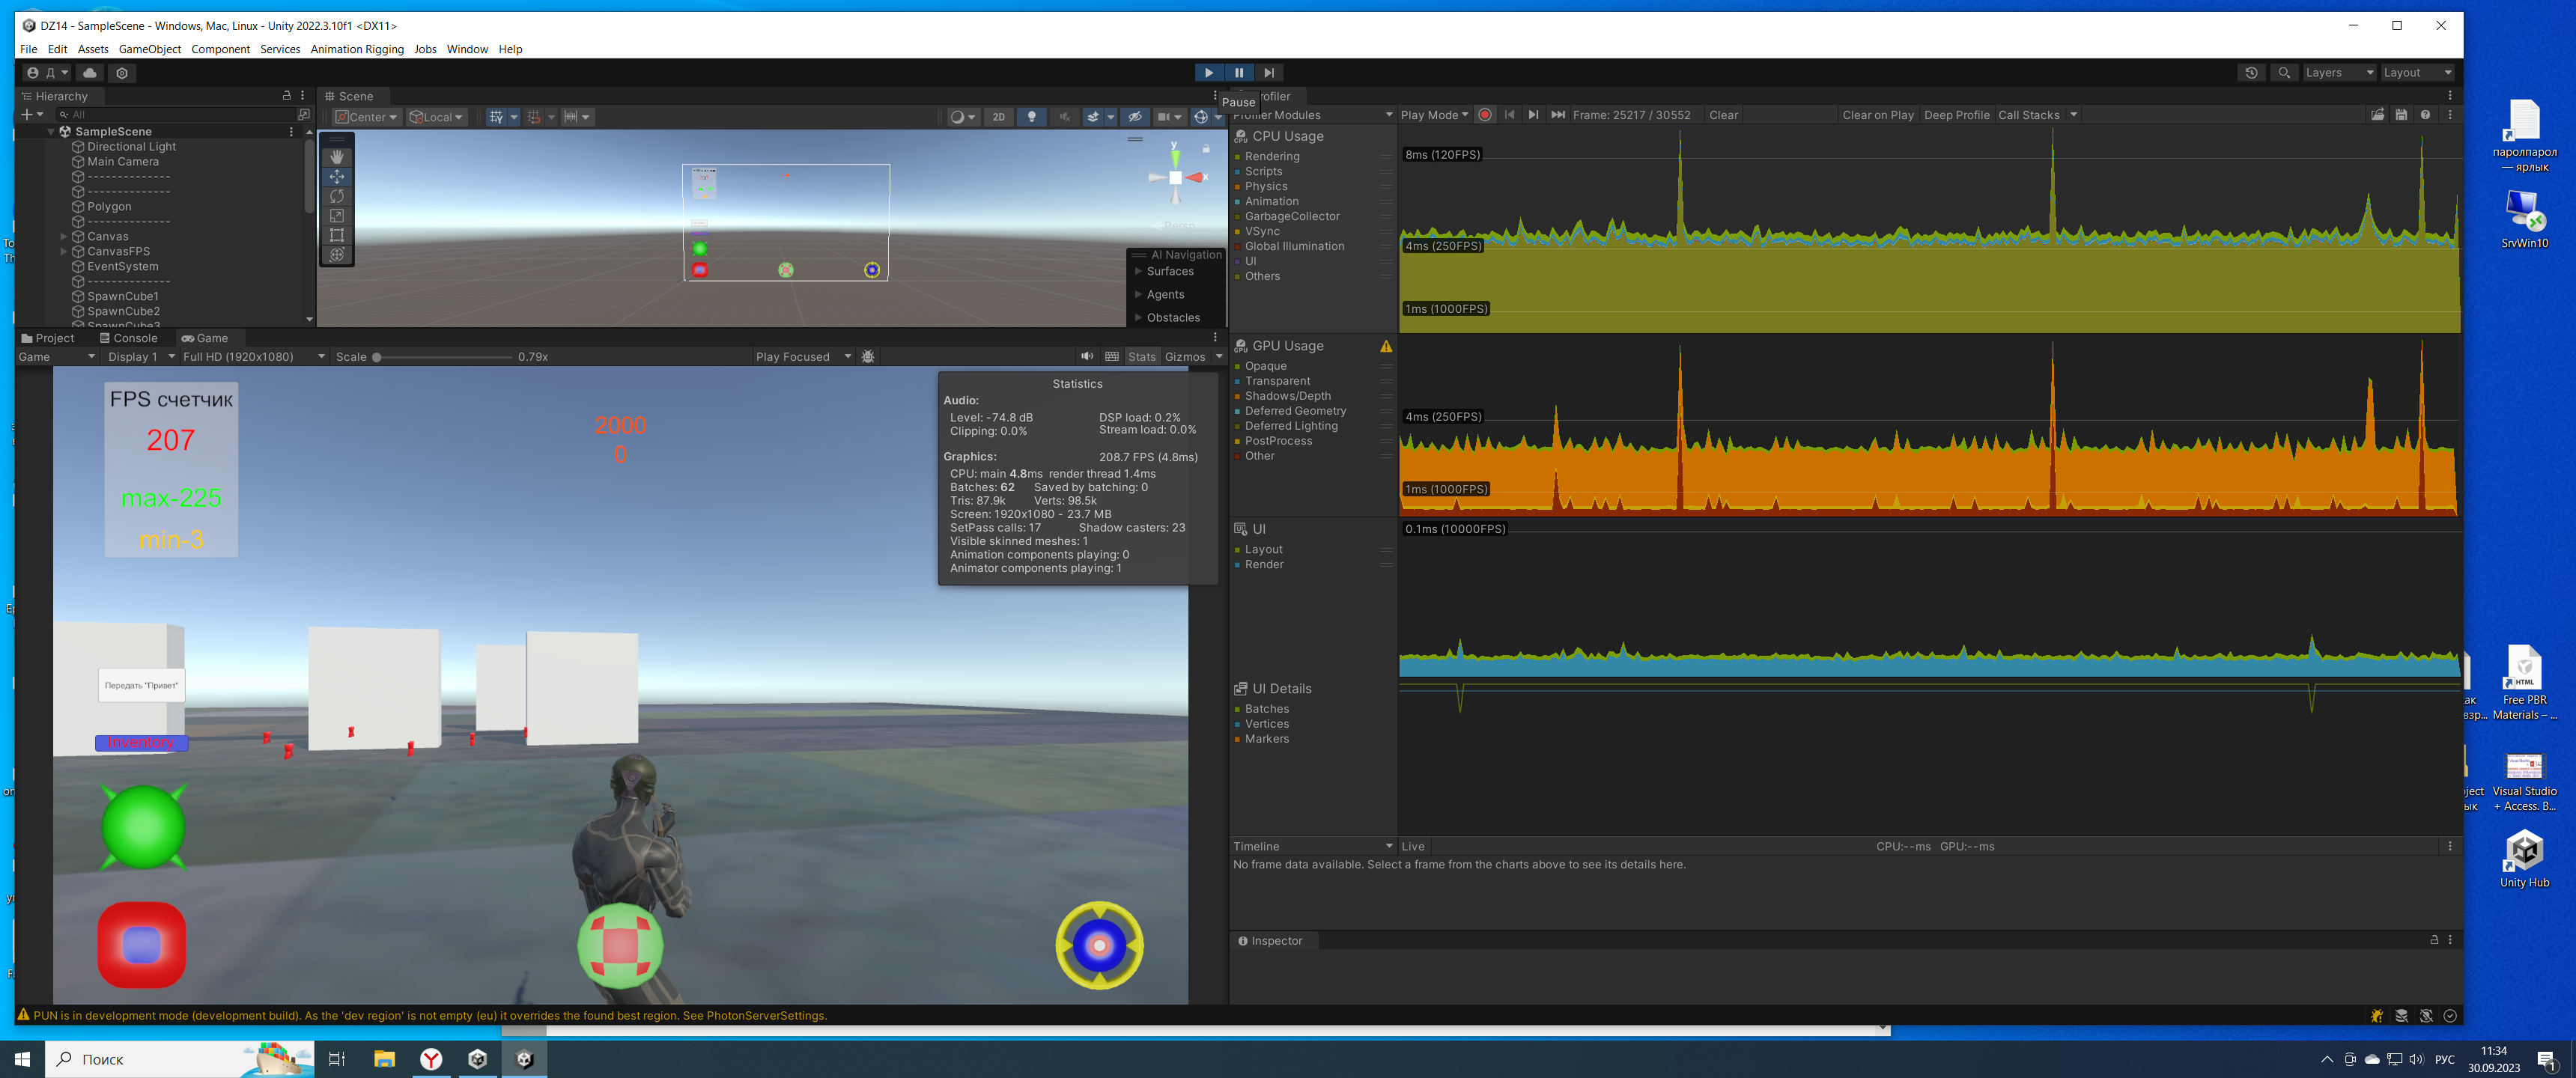 DZ14 - SampleScene - Windows, Mac, Linux - Unity 2022.3.10f1 <DX11>
File Edit Assets GameObject Component Services Animation Rigging Jobs Window Help
Д
Layers
Layout
Hierarchy
All
SampleScene
Directional Light
Main Camera
--------------
--------------
Polygon
--------------
Canvas
CanvasFPS
EventSystem
--------------
SpawnCube1
SpawnCube2
SpawnCube3
Scene
Center
Local
2D
y
x
Persp
AI Navigation
Surfaces
Agents
Obstacles
Pause
Profiler Modules
Play Mode
Frame: 25217 / 30552
Clear
Clear on Play
Deep Profile
Call Stacks
CPU Usage
Rendering
Scripts
Physics
Animation
GarbageCollector
VSync
Global Illumination
UI
Others
8ms (120FPS)
4ms (250FPS)
1ms (1000FPS)
GPU Usage
Opaque
Transparent
Shadows/Depth
Deferred Geometry
Deferred Lighting
PostProcess
Other
4ms (250FPS)
1ms (1000FPS)
UI
Layout
Render
0.1ms (10000FPS)
UI Details
Batches
Vertices
Markers
Timeline
Live
CPU:--ms GPU:--ms
No frame data available. Select a frame from the charts above to see its details here.
Inspector
Project
Console
Game
Game
Display 1
Full HD (1920x1080)
Scale
0.79x
Play Focused
Stats
Gizmos
FPS счетчик
207
max-225
min-3
2000
0
Передать "Привет"
Inventory
Statistics
Audio:
Level: -74.8 dB DSP load: 0.2%
Clipping: 0.0% Stream load: 0.0%
Graphics: 208.7 FPS (4.8ms)
CPU: main 4.8ms render thread 1.4ms
Batches: 62 Saved by batching: 0
Tris: 87.9k Verts: 98.5k
Screen: 1920x1080 - 23.7 MB
SetPass calls: 17 Shadow casters: 23
Visible skinned meshes: 1
Animation components playing: 0
Animator components playing: 1
PUN is in development mode (development build). As the 'dev region' is not empty (eu) it overrides the found best region. See PhotonServerSettings.
паролпарол
— ярлык
SrvWin10
HTML
Free PBR
Materials – ...
Visual Studio
+ Access. B...
Unity Hub
Поиск
РУС
11:34
30.09.2023
1